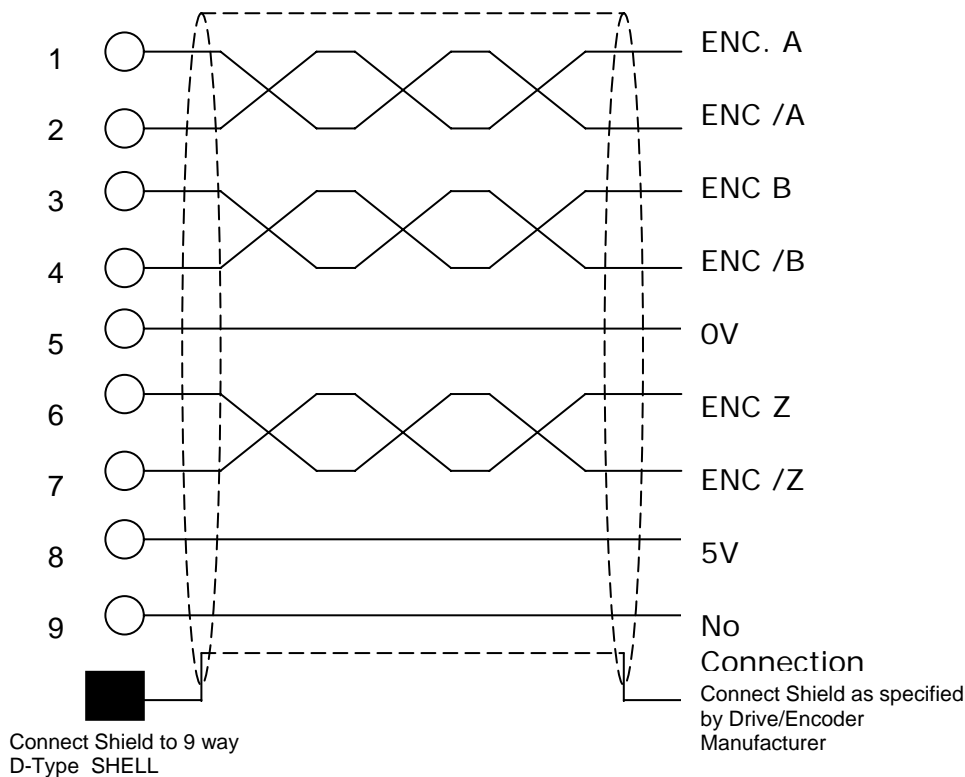 1
ENC. A
2
ENC /A
3
ENC B
4
ENC /B
5
0V
6
ENC Z
7
ENC /Z
8
5V
9
No
Connection
Connect Shield as specified
by Drive/Encoder
Manufacturer
Connect Shield to 9 way
D-Type SHELL